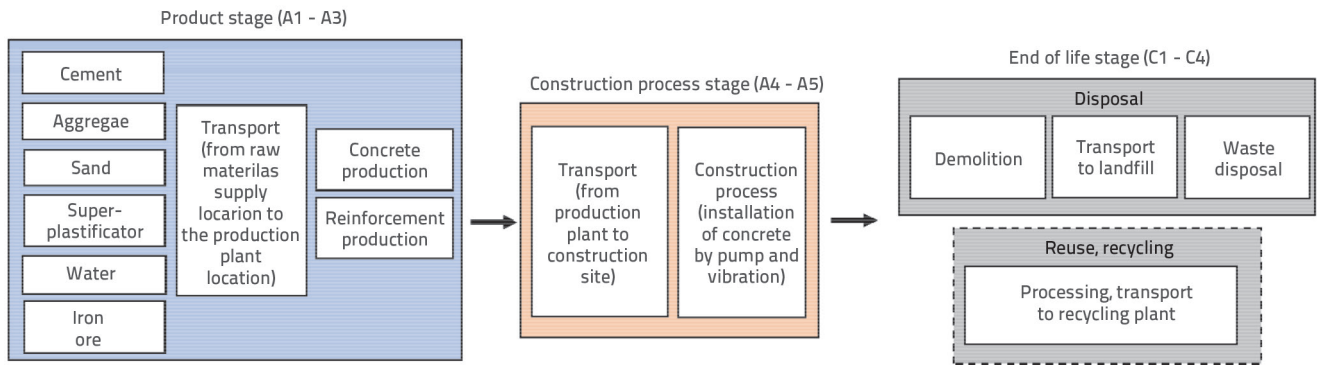 Product stage (A1 - A3)
Cement
Aggregae
Sand
Super-
plastificator
Water
Iron
ore
Transport
(from raw
materilas
supply
locarion to
the production
plant
location)
Concrete
production
Reinforcement
production
Construction process stage (A4 - A5)
Transport
(from
production
plant to
construction
site)
Construction
process
(installation
of concrete
by pump and
vibration)
End of life stage (C1 - C4)
Disposal
Demolition
Transport
to landfill
Waste
disposal
Reuse, recycling
Processing, transport
to recycling plant